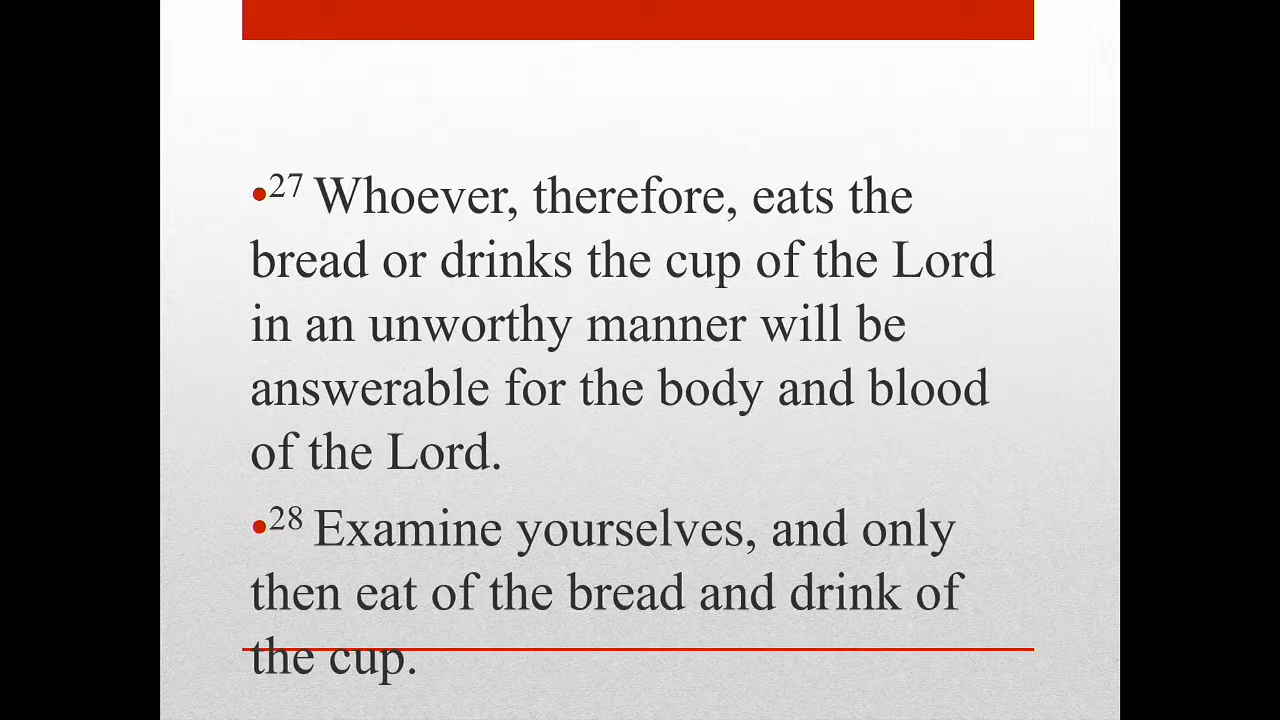 •27 Whoever, therefore, eats the
bread or drinks the cup of the Lord
in an unworthy manner will be
answerable for the body and blood
of the Lord.
•28 Examine yourselves, and only
then eat of the bread and drink of
the cup.